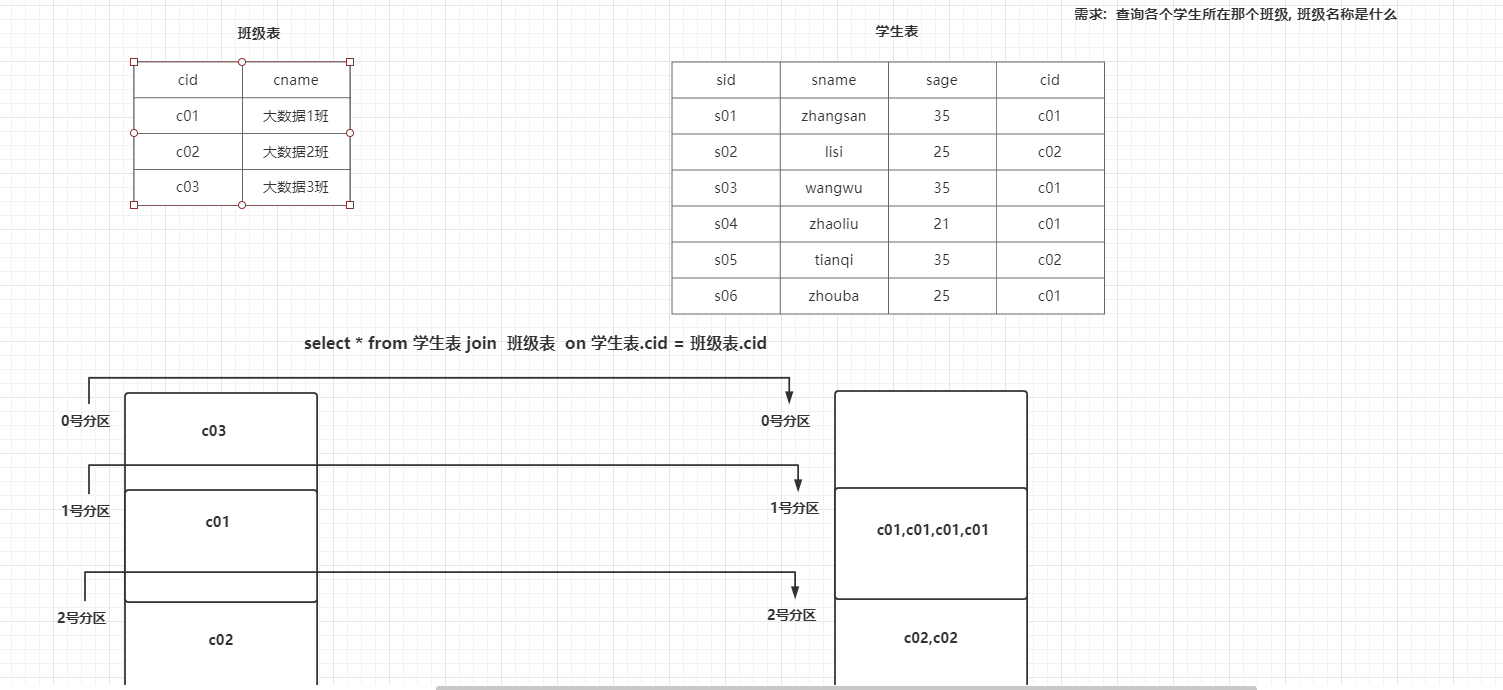 需求: 查询各个学生所在那个班级, 班级名称是什么
班级表
cid cname
c01 大数据1班
c02 大数据2班
c03 大数据3班
学生表
sid sname sage cid
s01 zhangsan 35 c01
s02 lisi 25 c02
s03 wangwu 35 c01
s04 zhaoliu 21 c01
s05 tianqi 35 c02
s06 zhouba 25 c01
select * from 学生表 join 班级表 on 学生表.cid = 班级表.cid
0号分区
c03
0号分区
1号分区
c01
1号分区
c01,c01,c01,c01
2号分区
c02
2号分区
c02,c02